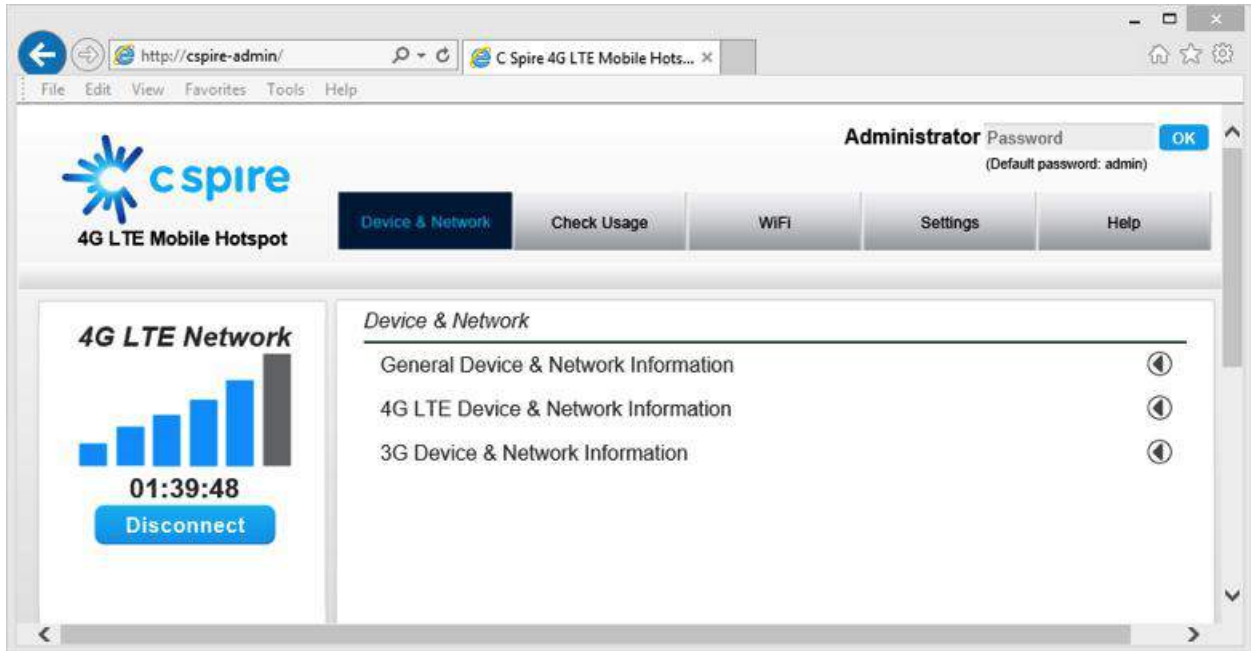 http://cspire-admin/
C Spire 4G LTE Mobile Hots...
File Edit View Favorites Tools Help
Administrator Password OK
(Default password: admin)
c spire
4G LTE Mobile Hotspot
Device & Network Check Usage WiFi Settings Help
4G LTE Network
01:39:48
Disconnect
Device & Network
General Device & Network Information
4G LTE Device & Network Information
3G Device & Network Information